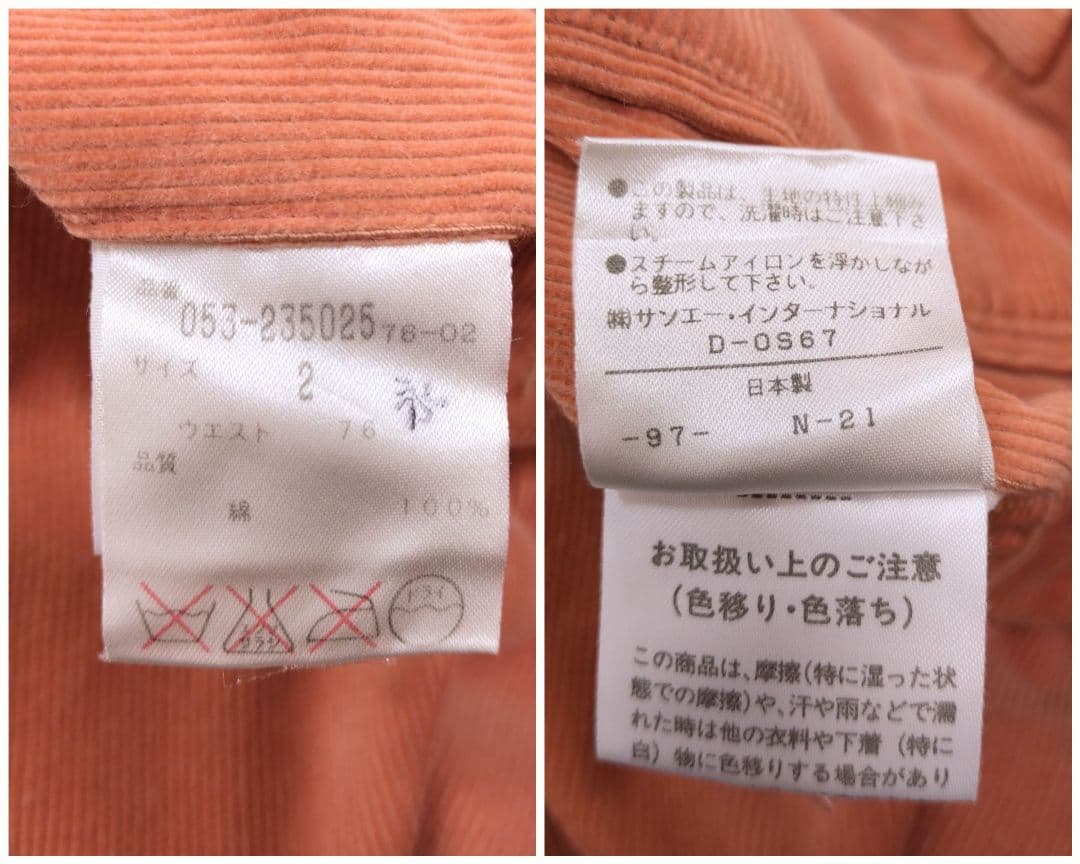 品番
053-235025 76-02
サイズ 2
ウエスト 76
品質
綿 100%
サラシ
ドライ
●この製品は、生地の特性上縮み
ますので、洗濯時はご注意下さ
い。
●スチームアイロンを浮かしなが
ら整形して下さい。
㈱サンエー・インターナショナル
D-0S67
日本製
-97- N-21
お取扱い上のご注意
(色移り・色落ち)
この商品は、摩擦(特に湿った状
態での摩擦)や、汗や雨などで濡
れた時は他の衣料や下着(特に
白)物に色移りする場合があり